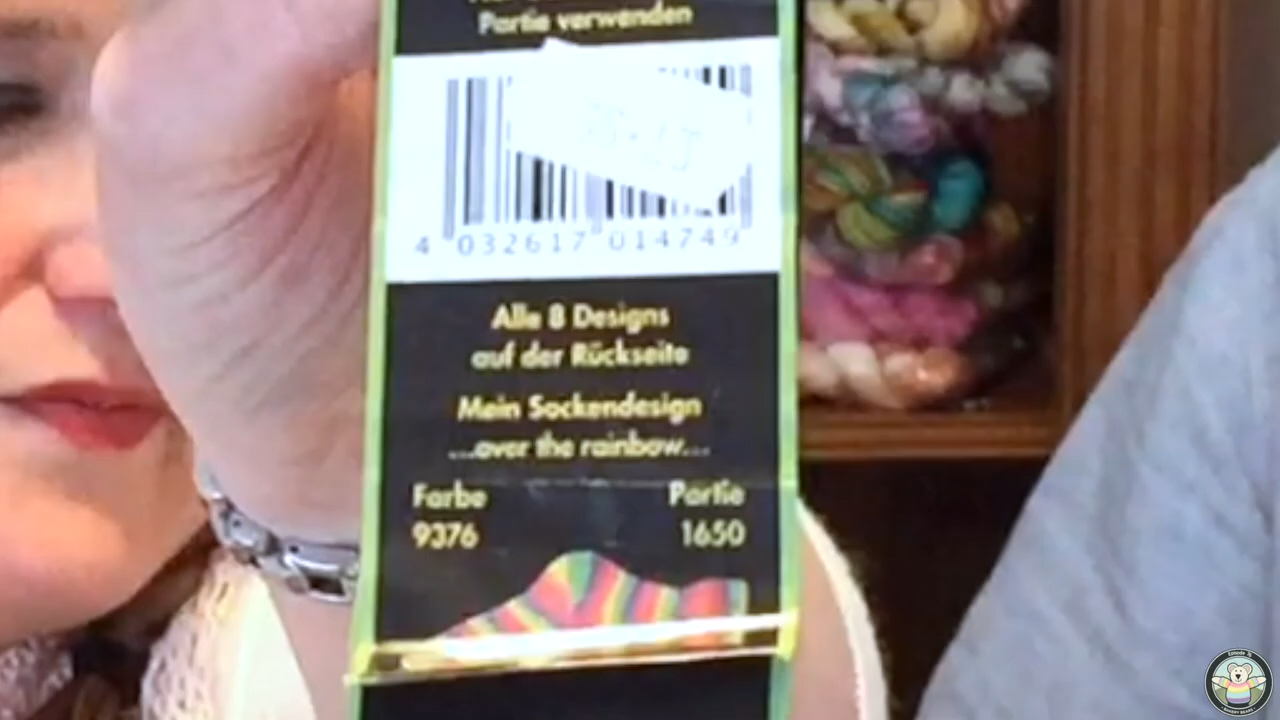 Partie verwenden
4 032617 014749
Alle 8 Designs
auf der Rückseite
Mein Sockendesign
...over the rainbow...
Farbe
9376
Partie
1650